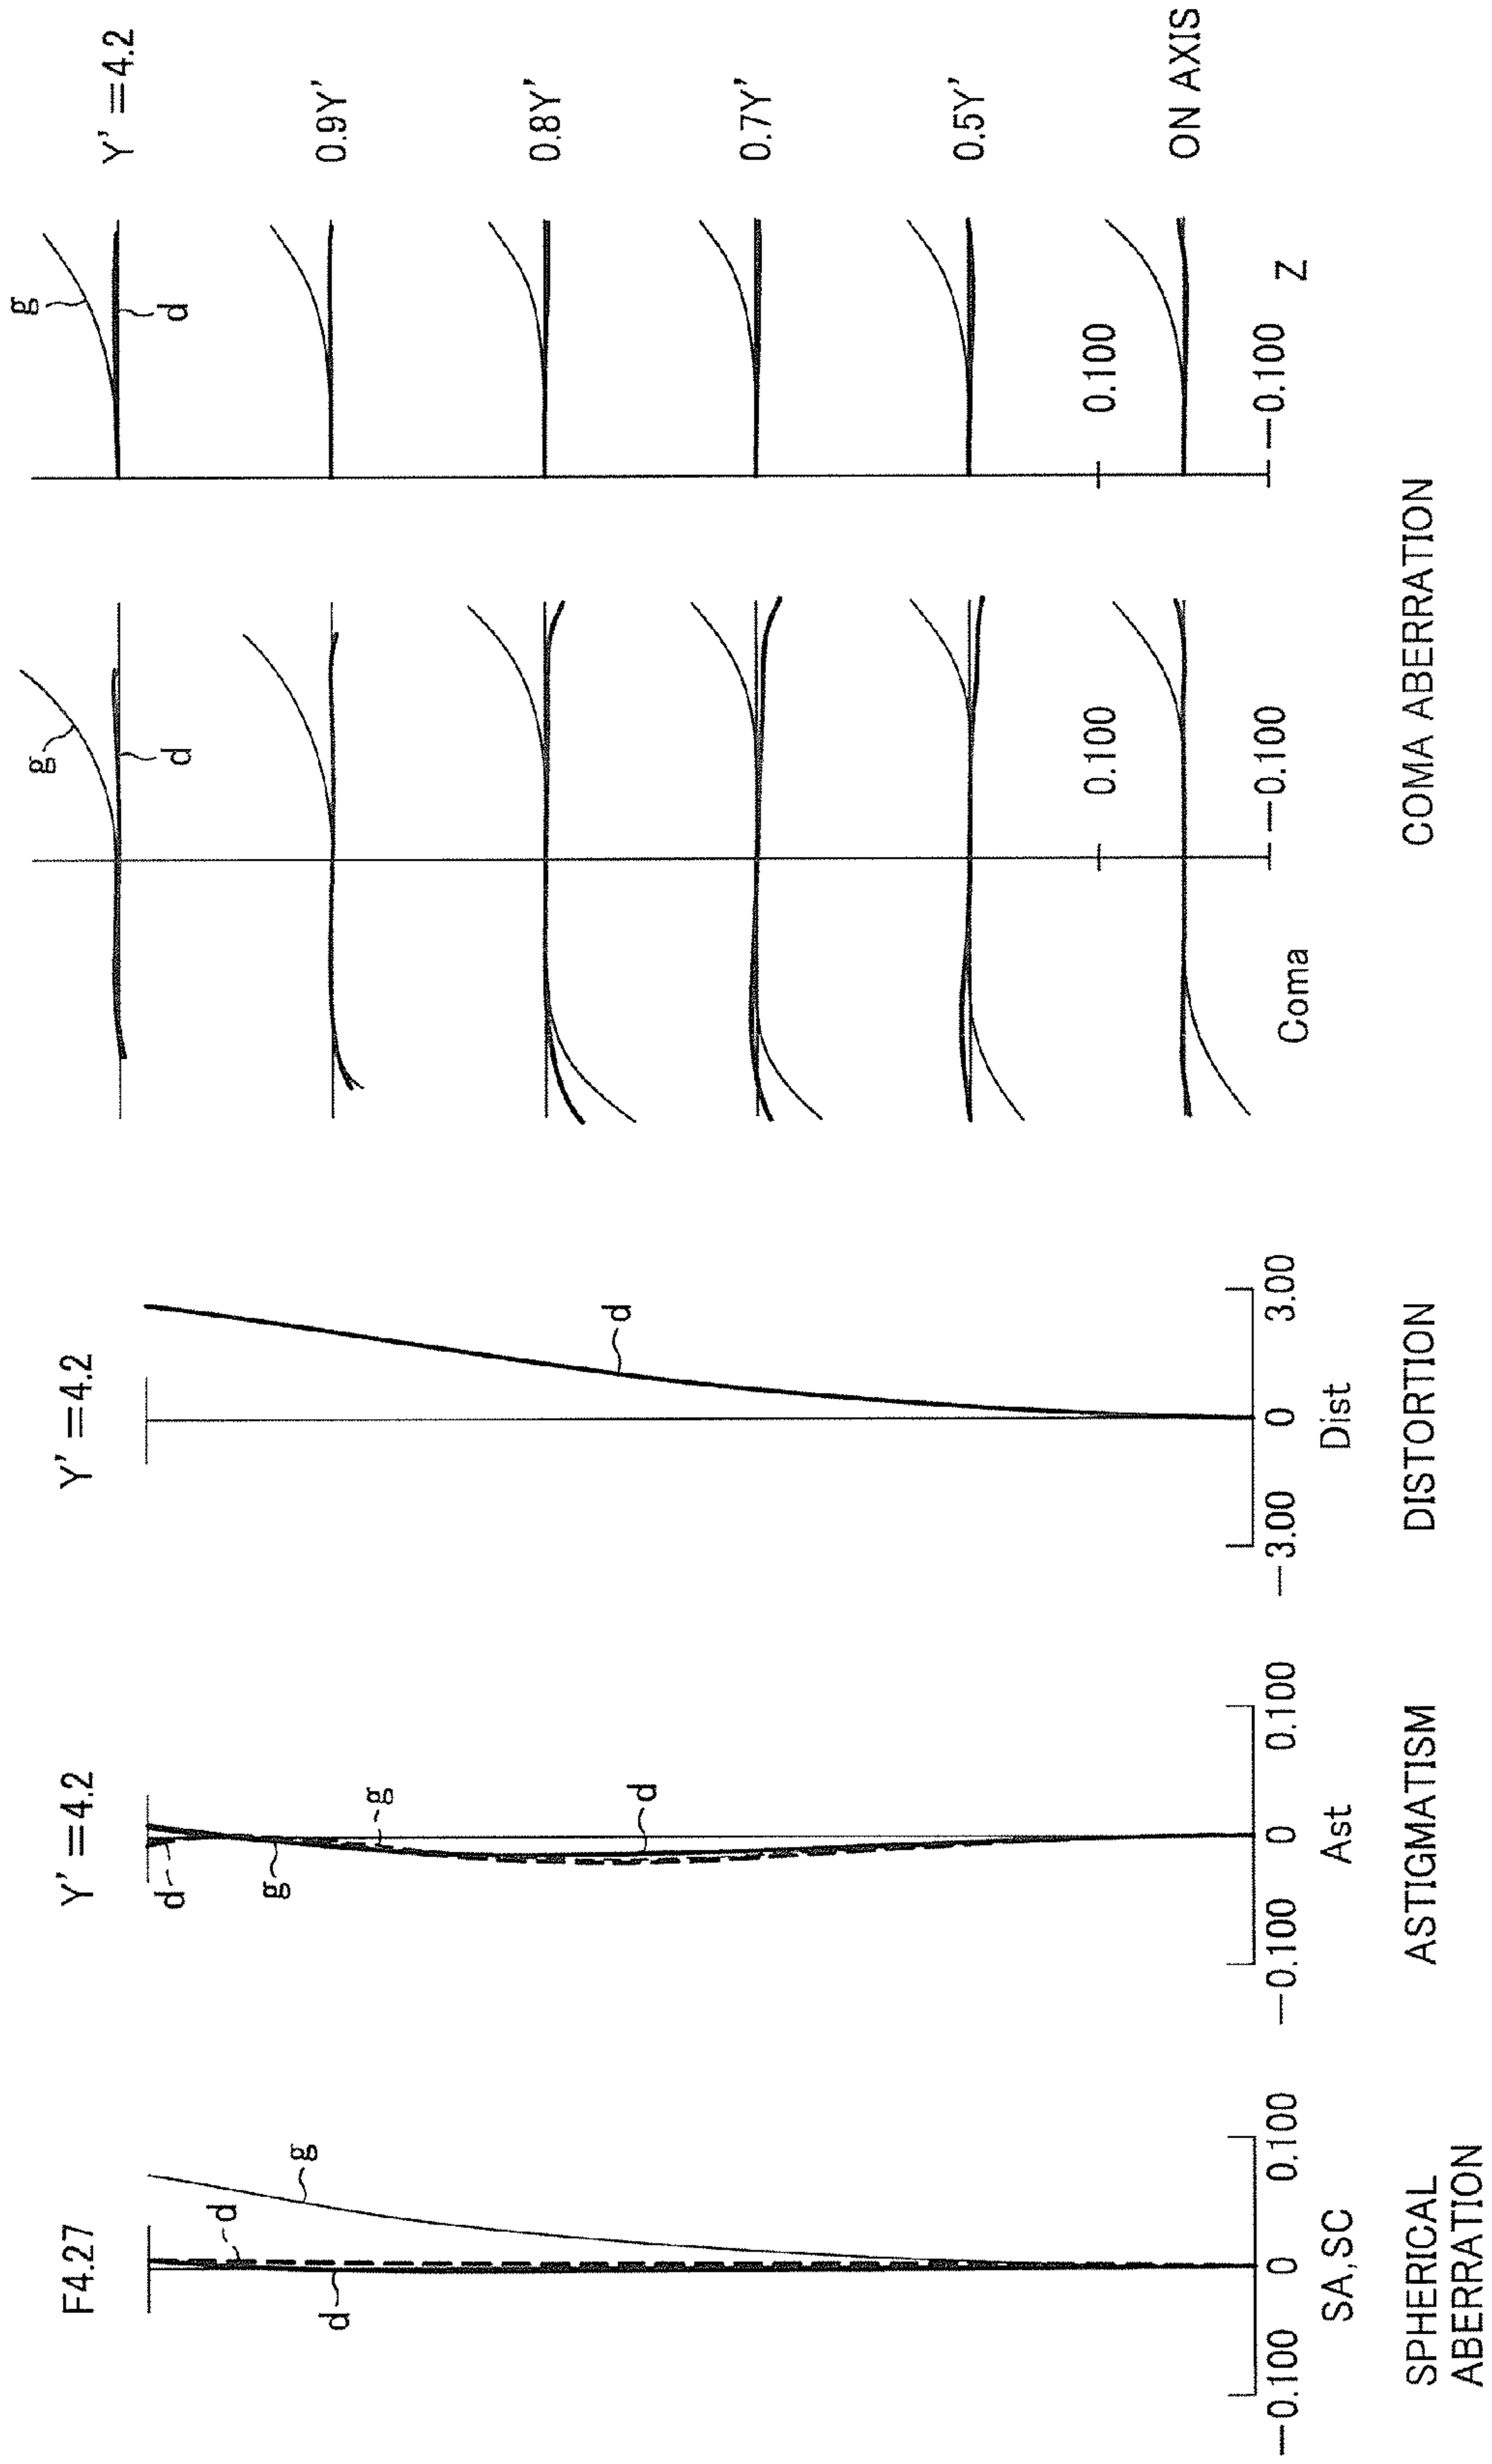 F4.27
d
g
d
—0.100 0 0.100
SA,SC
SPHERICAL
ABERRATION
Y' =4.2
d
g
g
d
—0.100 0 0.100
Ast
ASTIGMATISM
Y' =4.2
d
—3.00 0 3.00
Dist
DISTORTION
g
d
0.100
—0.100
Coma
g
d
0.100
—0.100
Z
Y' =4.2
0.9Y'
0.8Y'
0.7Y'
0.5Y'
ON AXIS
COMA ABERRATION